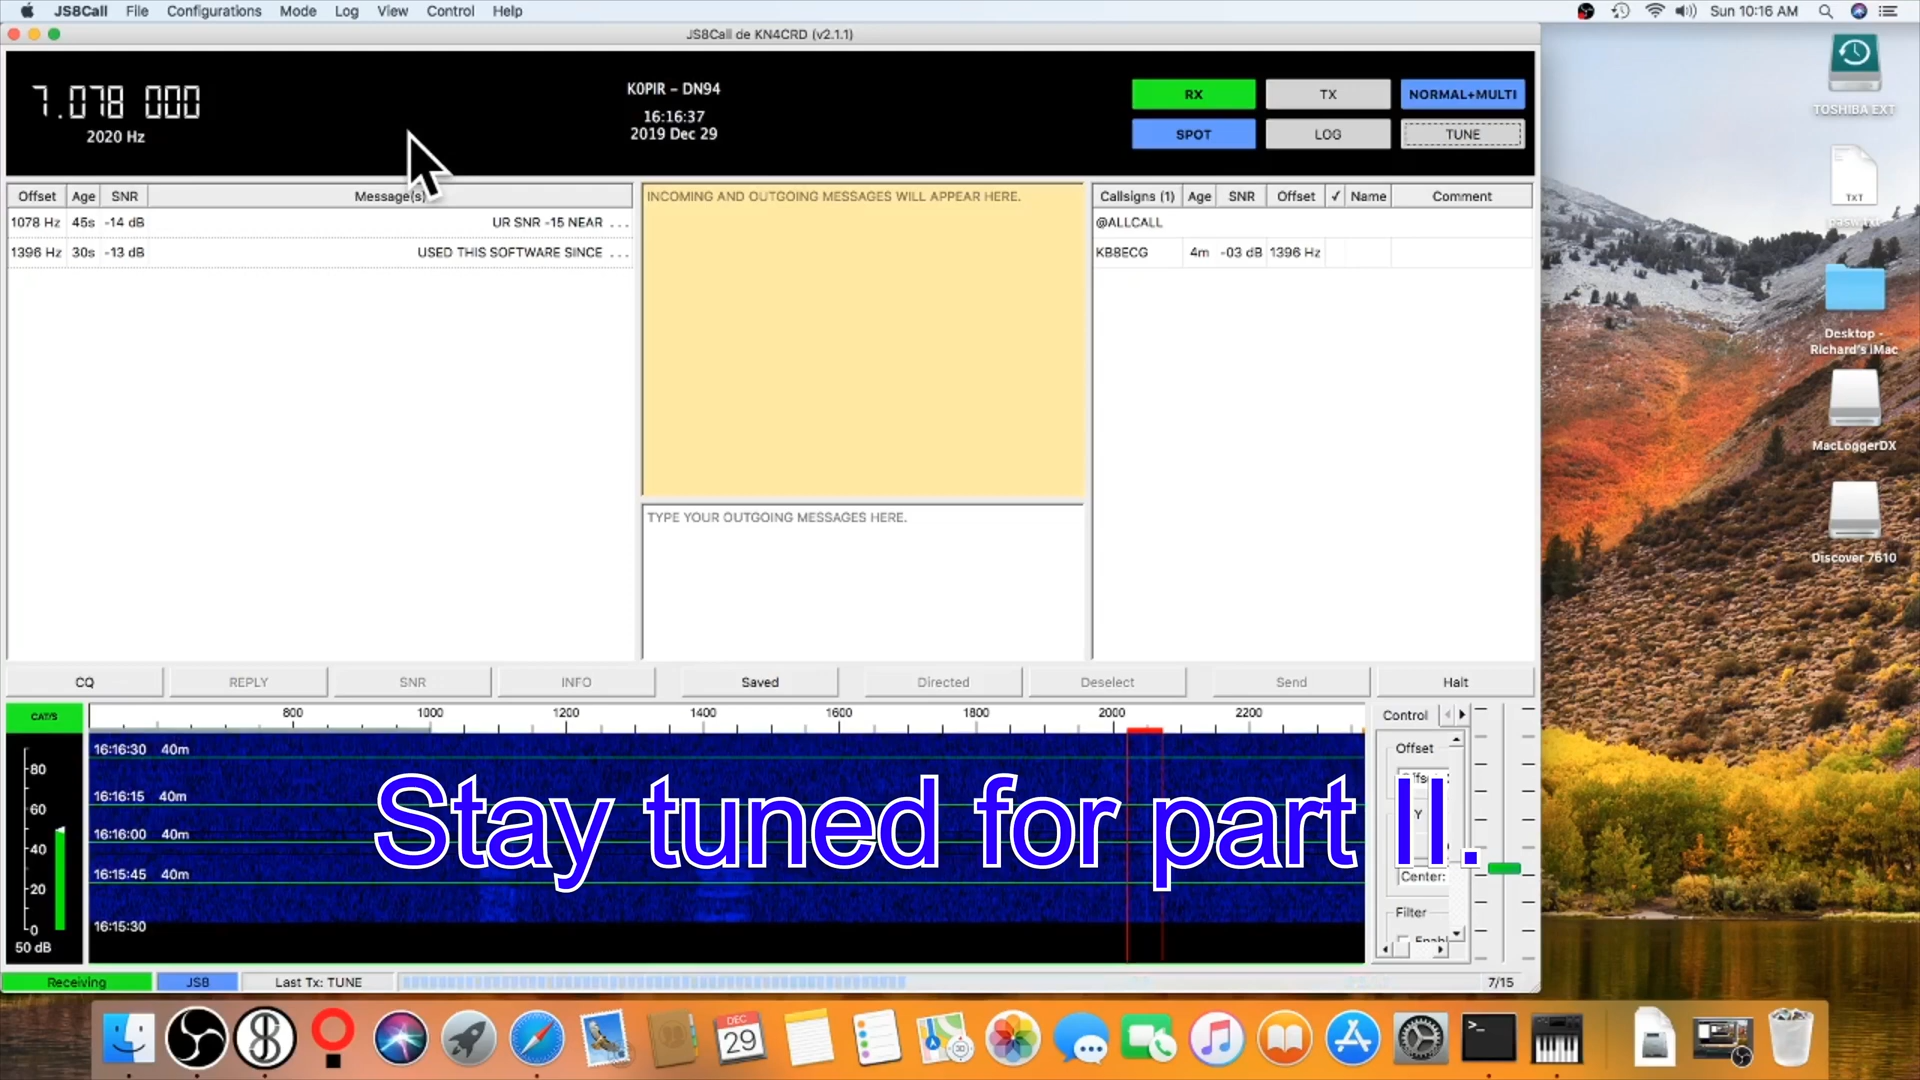 JS8Call File Configurations Mode Log View Control Help Sun 10:16 AM
JS8Call de KN4CRD (v2.1.1)
7.078 000
2020 Hz
K0PIR - DN94
16:16:37
2019 Dec 29
RX TX NORMAL+MULTI
SPOT LOG TUNE
Offset Age SNR Message(s)
1078 Hz 45s -14 dB UR SNR -15 NEAR ...
1396 Hz 30s -13 dB USED THIS SOFTWARE SINCE ...
INCOMING AND OUTGOING MESSAGES WILL APPEAR HERE.
TYPE YOUR OUTGOING MESSAGES HERE.
Callsigns (1) Age SNR Offset ✓ Name Comment
@ALLCALL
KB8ECG 4m -03 dB 1396 Hz
TOSHIBA EXT
TXT
Desktop -
Richard's iMac
MacLoggerDX
Discover 7610
CQ REPLY SNR INFO Saved Directed Deselect Send Halt
CAT/S
800 1000 1200 1400 1600 1800 2000 2200
Control
Offset
16:16:30 40m
16:16:15 40m
16:16:00 40m
16:15:45 40m
16:15:30
80
60
40
20
0
50 dB
Stay tuned for part II.
Center:
Filter
Receiving JS8 Last Tx: TUNE 7/15
DEC
29